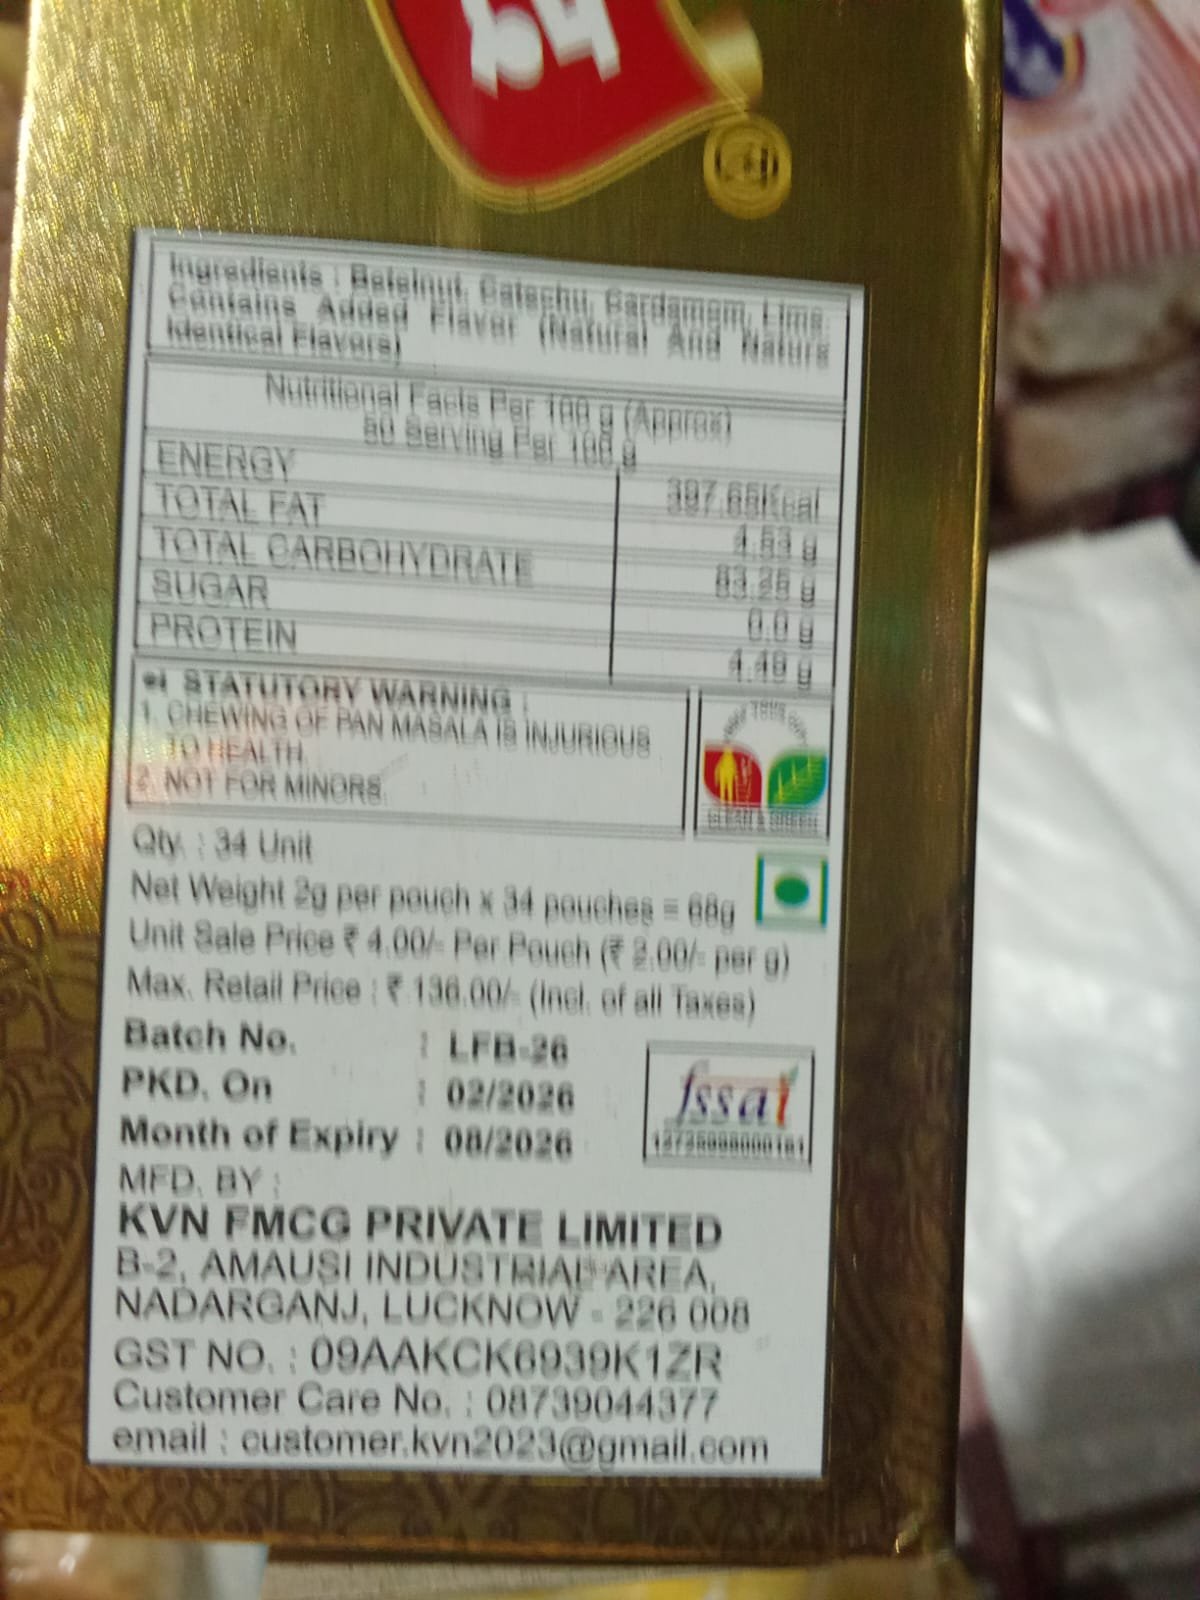 Ingredients : Betelnut, Catechu, Cardamom, Lime.
Contains Added Flavor (Natural And Nature
Identical Flavors)
Nutritional Facts Per 100 g (Approx)
50 Serving Per 100 g
ENERGY 397.65Kcal
TOTAL FAT 4.53 g
TOTAL CARBOHYDRATE 83.25 g
SUGAR 0.0 g
PROTEIN 4.49 g
STATUTORY WARNING :
1. CHEWING OF PAN MASALA IS INJURIOUS
TO HEALTH
2. NOT FOR MINORS
CLEAN & GREEN
Qty. : 34 Unit
Net Weight 2g per pouch x 34 pouches = 68g
Unit Sale Price ₹ 4.00/- Per Pouch (₹ 2.00/- per g)
Max. Retail Price : ₹ 136.00/- (Incl. of all Taxes)
Batch No. : LFB-26
PKD. On : 02/2026
Month of Expiry : 08/2026
fssai
MFD. BY :
KVN FMCG PRIVATE LIMITED
B-2, AMAUSI INDUSTRIAL AREA,
NADARGANJ, LUCKNOW - 226 008
GST NO. : 09AAKCK6939K1ZR
Customer Care No. : 08739044377
email : customer.kvn2023@gmail.com